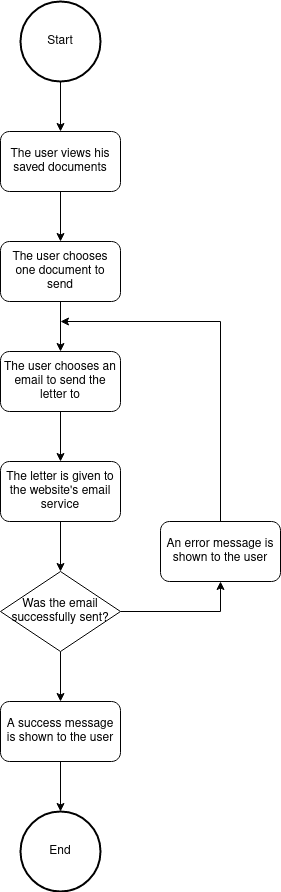 Start
The user views his
saved documents
The user chooses
one document to
send
The user chooses an
email to send the
letter to
The letter is given to
the website's email
service
An error message is
shown to the user
Was the email
successfully sent?
A success message
is shown to the user
End